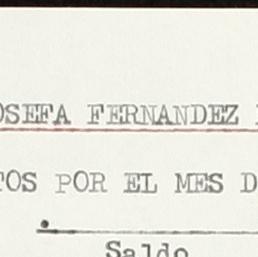 OSEFA FERNANDEZ
TOS POR EL MES D
Saldo